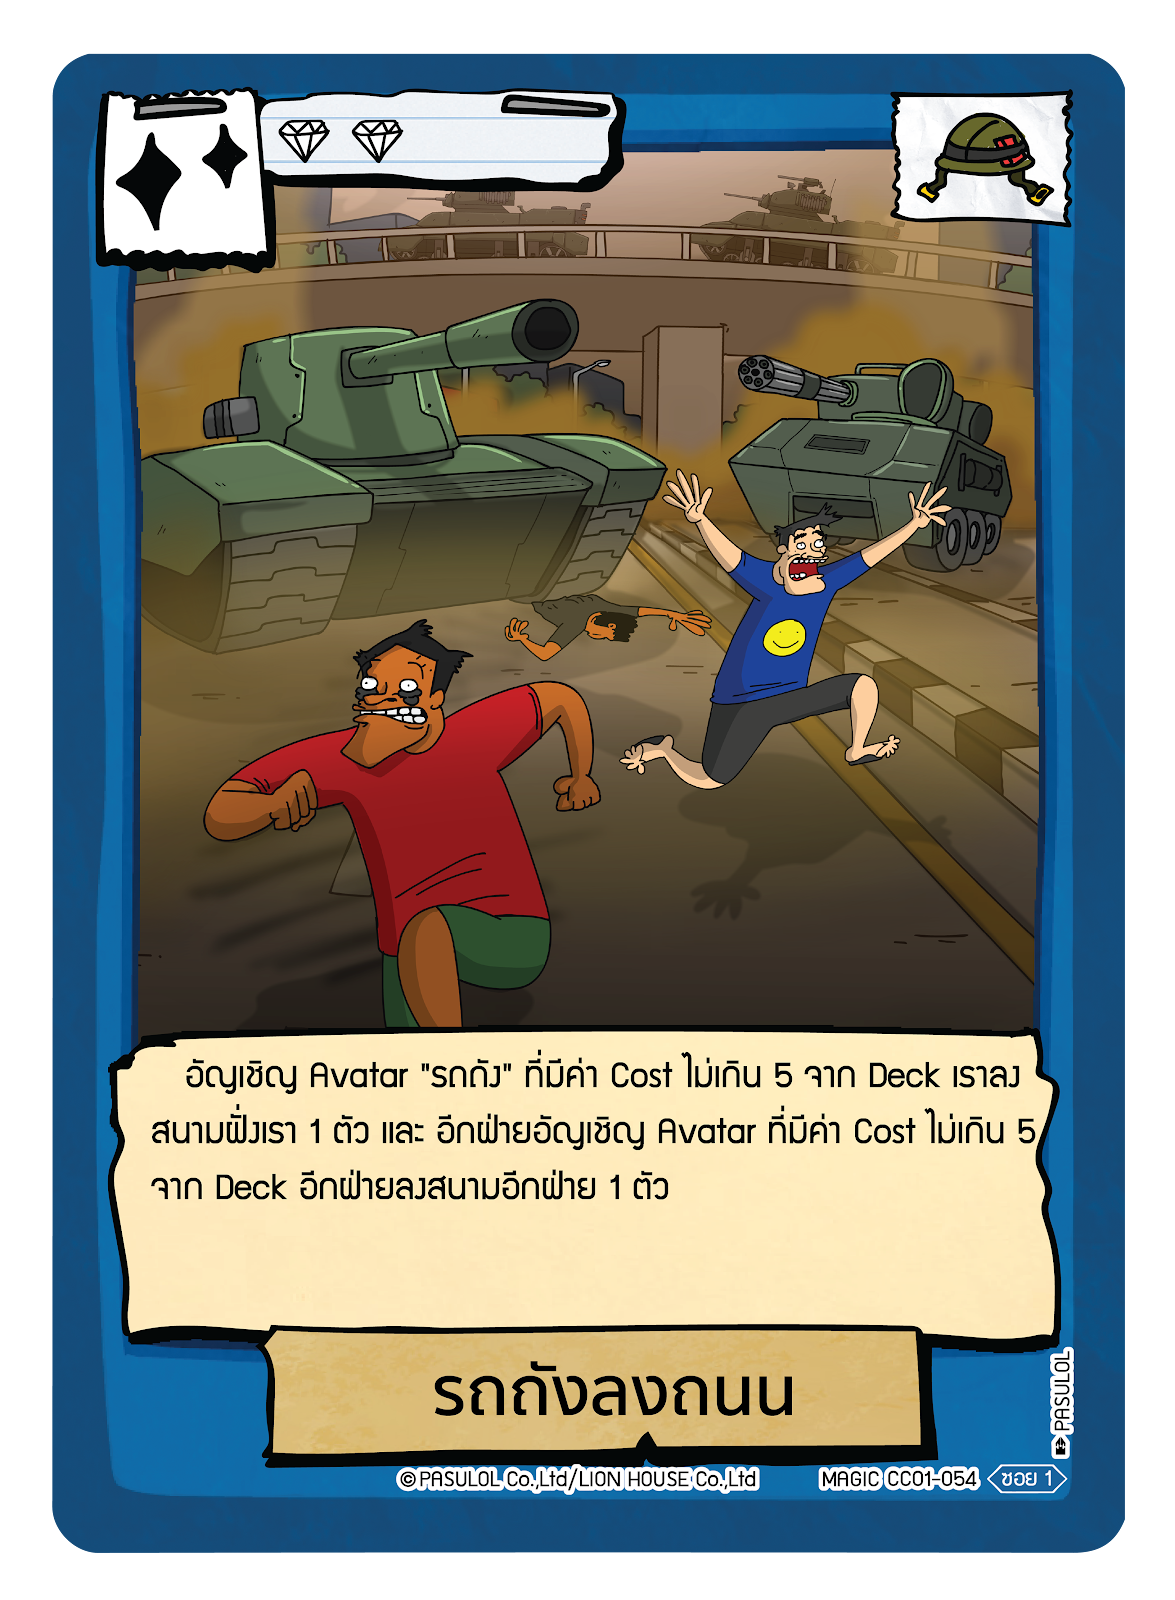 อัญเชิญ Avatar "รถถัง" ที่มีค่า Cost ไม่เกิน 5 จาก Deck เราลง
สนามฝั่งเรา 1 ตัว และ อีกฝ่ายอัญเชิญ Avatar ที่มีค่า Cost ไม่เกิน 5
จาก Deck อีกฝ่ายลงสนามอีกฝ่าย 1 ตัว
รถถังลงถนน
PASULOL
© PASULOL Co.,Ltd/LION HOUSE Co.,Ltd
MAGIC CC01-054 ซอย 1